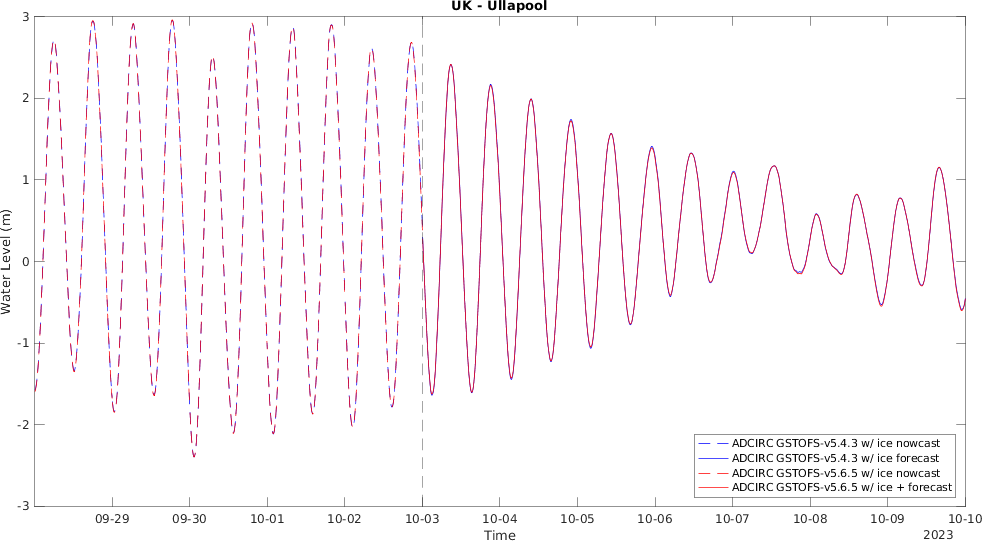 UK - Ullapool
Water Level (m)
3
2
1
0
-1
-2
-3
ADCIRC GSTOFS-v5.4.3 w/ ice nowcast
ADCIRC GSTOFS-v5.4.3 w/ ice forecast
ADCIRC GSTOFS-v5.6.5 w/ ice nowcast
ADCIRC GSTOFS-v5.6.5 w/ ice + forecast
09-29 09-30 10-01 10-02 10-03 10-04 10-05 10-06 10-07 10-08 10-09 10-10
Time
2023